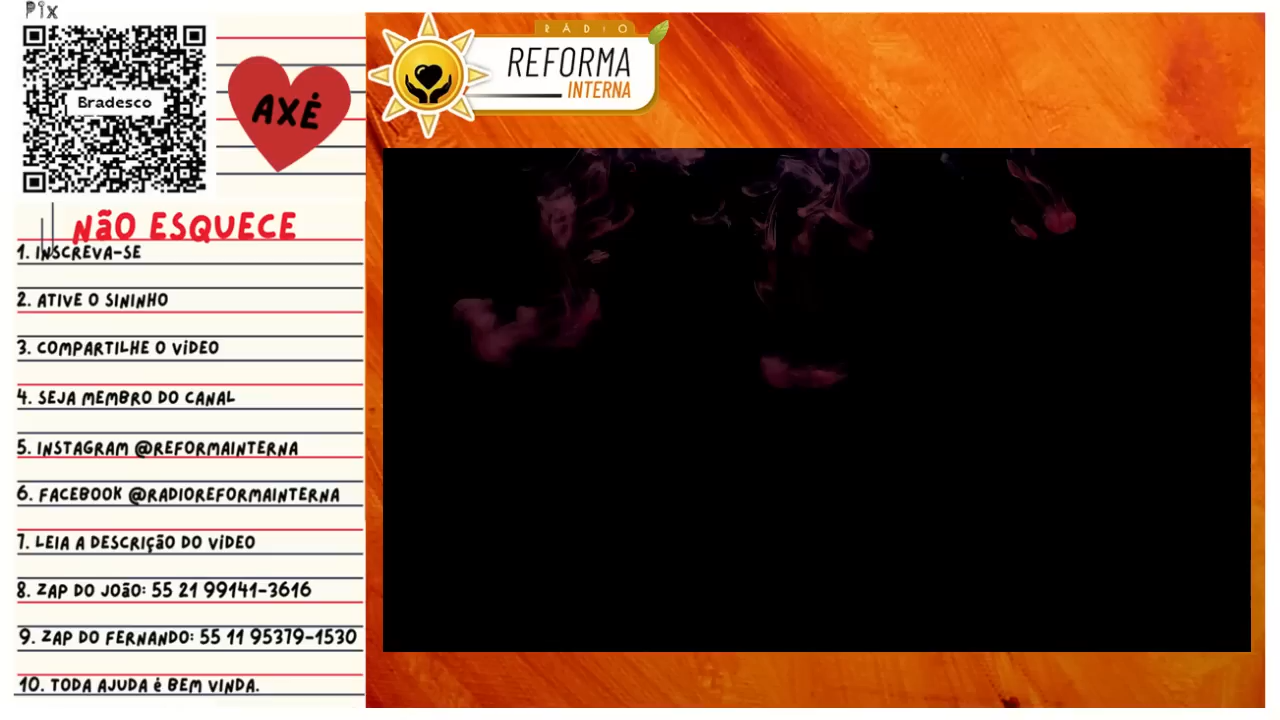 Pix
Bradesco
AXÉ
NÃO ESQUECE
1. INSCREVA-SE
2. ATIVE O SININHO
3. COMPARTILHE O VÍDEO
4. SEJA MEMBRO DO CANAL
5. INSTAGRAM @REFORMAINTERNA
6. FACEBOOK @RADIOREFORMAINTERNA
7. LEIA A DESCRIÇÃO DO VÍDEO
8. ZAP DO JOÃO: 55 21 99141-3616
9. ZAP DO FERNANDO: 55 11 95379-1530
10. TODA AJUDA É BEM VINDA.
RÁDIO
REFORMA
INTERNA